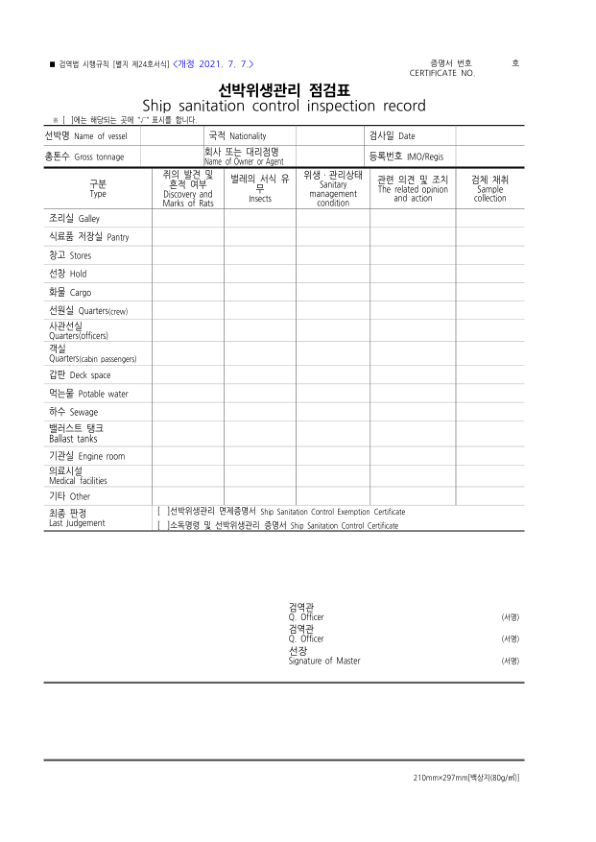 ■ 검역법 시행규칙 [별지 제24호서식] <개정 2021. 7. 7.>
증명서 번호 호
CERTIFICATE NO.
선박위생관리 점검표
Ship sanitation control inspection record
※ [ ]에는 해당되는 곳에 "√" 표시를 합니다.
선박명 Name of vessel 국적 Nationality 검사일 Date
총톤수 Gross tonnage 회사 또는 대리점명 Name of Owner or Agent 등록번호 IMO/Regis
구분 Type
쥐의 발견 및 흔적 여부 Discovery and Marks of Rats
벌레의 서식 유무 Insects
위생ㆍ관리상태 Sanitary management condition
관련 의견 및 조치 The related opinion and action
검체 채취 Sample collection
조리실 Galley
식료품 저장실 Pantry
창고 Stores
선창 Hold
화물 Cargo
선원실 Quarters(crew)
사관선실
Quarters(officers)
객실
Quarters(cabin passengers)
갑판 Deck space
먹는물 Potable water
하수 Sewage
밸러스트 탱크
Ballast tanks
기관실 Engine room
의료시설
Medical facilities
기타 Other
최종 판정
Last Judgement
[ ]선박위생관리 면제증명서 Ship Sanitation Control Exemption Certificate
[ ]소독명령 및 선박위생관리 증명서 Ship Sanitation Control Certificate
검역관
Q. Officer (서명)
검역관
Q. Officer (서명)
선장
Signature of Master (서명)
210mm×297mm[백상지(80g/㎡)]